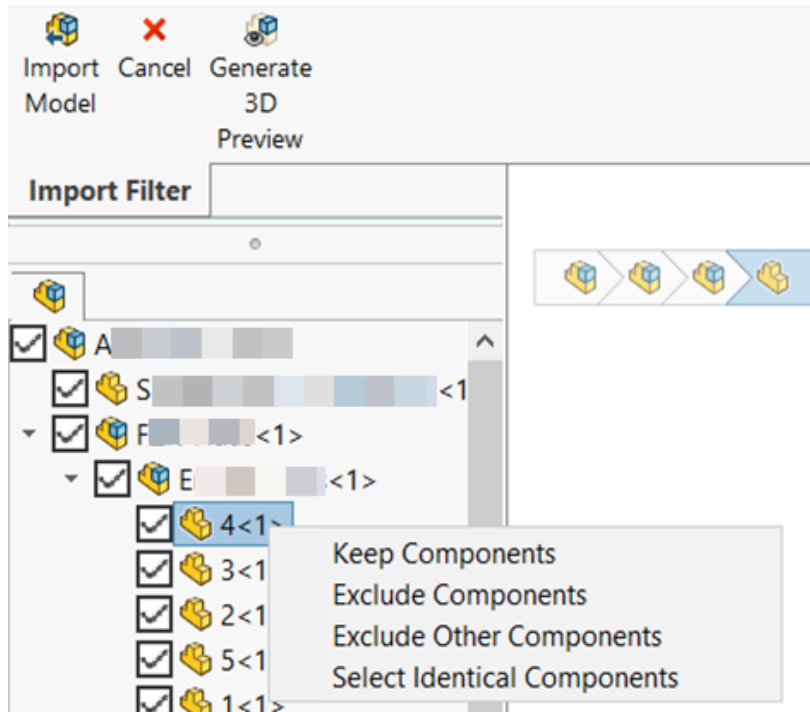 Import Model
Cancel
Generate 3D Preview
Import Filter
A
S <1
F <1>
E <1>
4<1>
3<1
2<1
5<1
1<1>
Keep Components
Exclude Components
Exclude Other Components
Select Identical Components